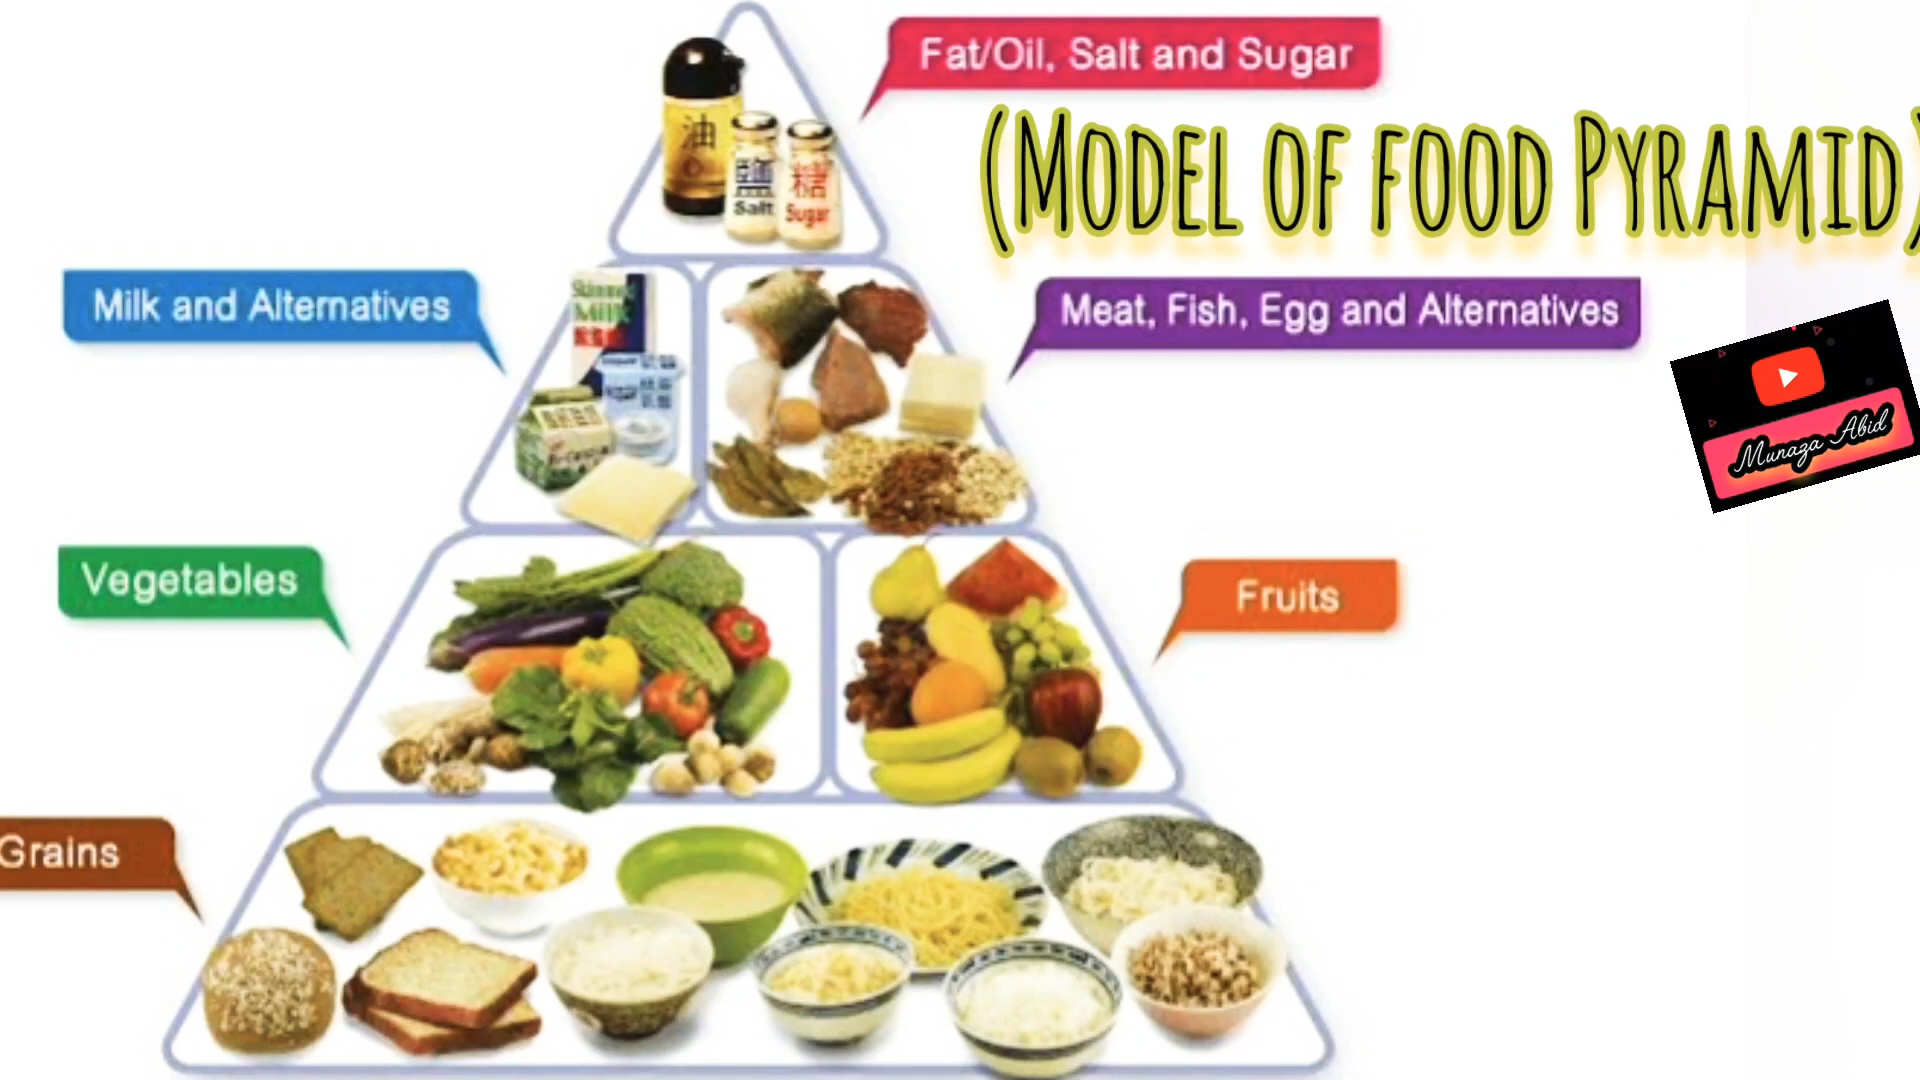 Fat/Oil, Salt and Sugar
(Model of food Pyramid)
油
鹽
Salt
糖
Sugar
Milk and Alternatives
Milk
Meat, Fish, Egg and Alternatives
Munaza Abid
Vegetables
Fruits
Grains